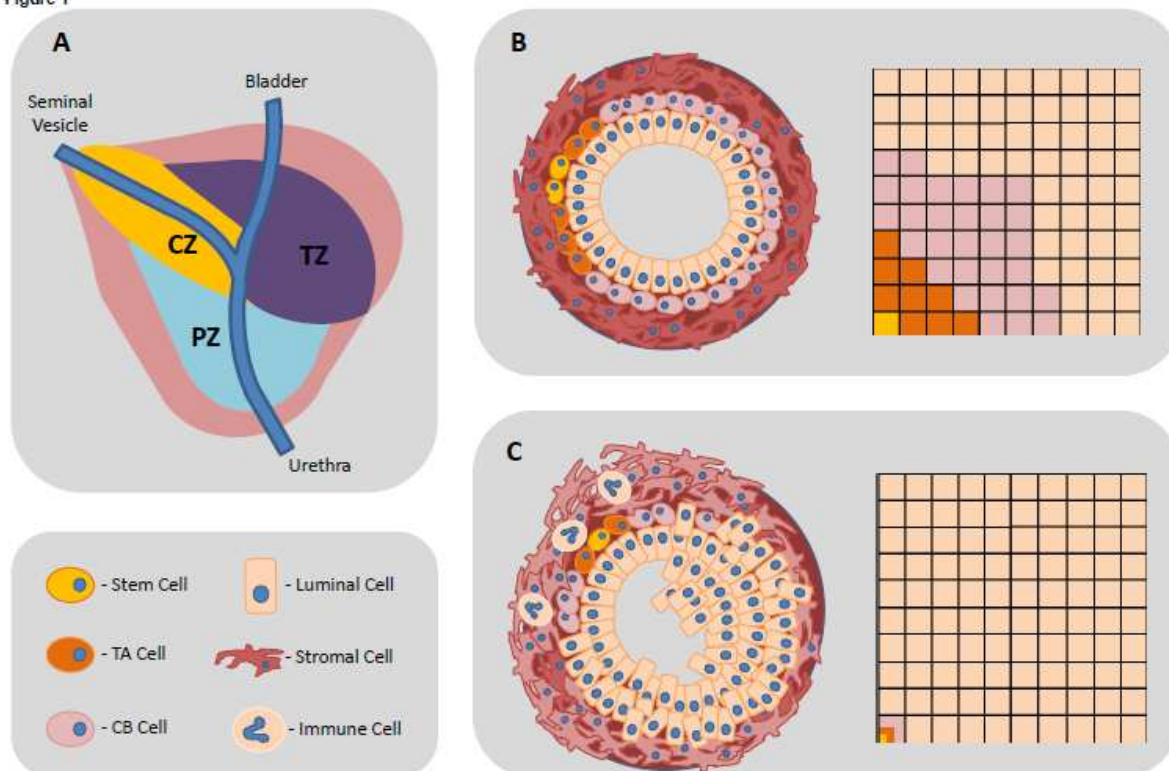 Figure 1
A
Bladder
Seminal
Vesicle
CZ
TZ
PZ
Urethra
B
C
- Stem Cell
- Luminal Cell
- TA Cell
- Stromal Cell
- CB Cell
- Immune Cell